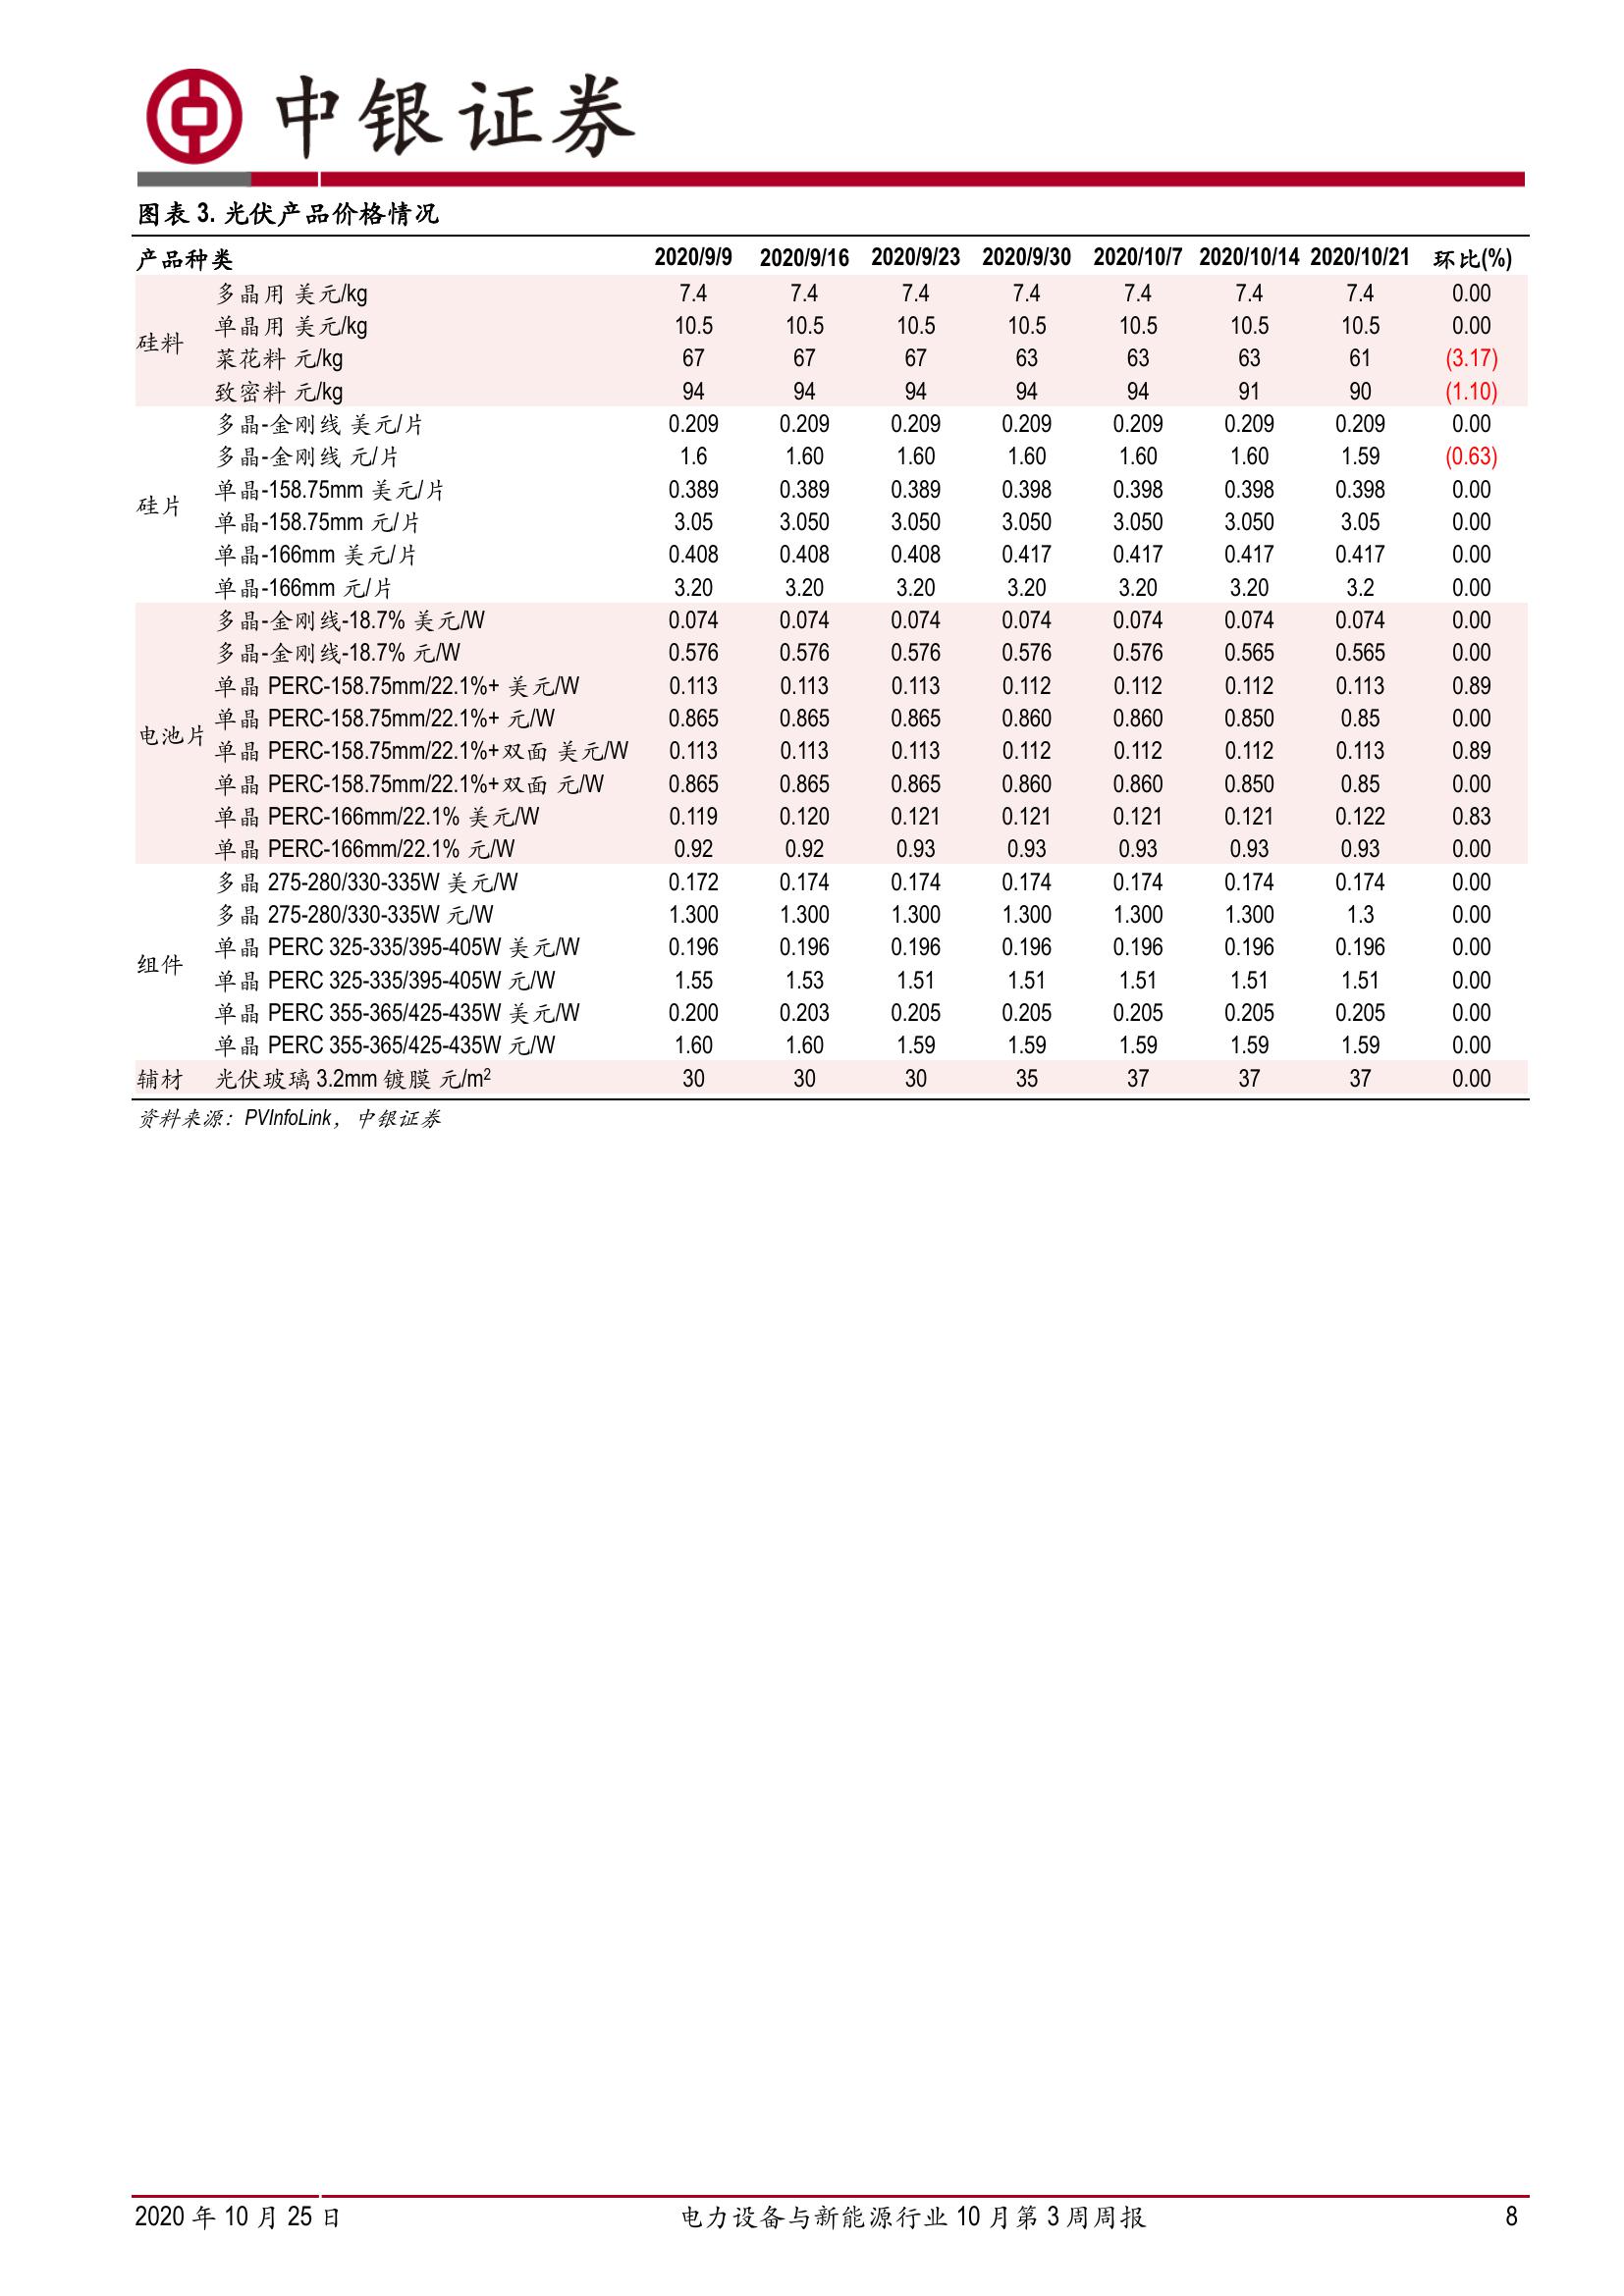 中银证券
图表 3. 光伏产品价格情况
产品种类 2020/9/9 2020/9/16 2020/9/23 2020/9/30 2020/10/7 2020/10/14 2020/10/21 环比(%)
硅料
多晶用 美元/kg 7.4 7.4 7.4 7.4 7.4 7.4 7.4 0.00
单晶用 美元/kg 10.5 10.5 10.5 10.5 10.5 10.5 10.5 0.00
菜花料 元/kg 67 67 67 63 63 63 61 (3.17)
致密料 元/kg 94 94 94 94 94 91 90 (1.10)
硅片
多晶-金刚线 美元/片 0.209 0.209 0.209 0.209 0.209 0.209 0.209 0.00
多晶-金刚线 元/片 1.6 1.60 1.60 1.60 1.60 1.60 1.59 (0.63)
单晶-158.75mm 美元/片 0.389 0.389 0.389 0.398 0.398 0.398 0.398 0.00
单晶-158.75mm 元/片 3.05 3.050 3.050 3.050 3.050 3.050 3.05 0.00
单晶-166mm 美元/片 0.408 0.408 0.408 0.417 0.417 0.417 0.417 0.00
单晶-166mm 元/片 3.20 3.20 3.20 3.20 3.20 3.20 3.2 0.00
电池片
多晶-金刚线-18.7% 美元/W 0.074 0.074 0.074 0.074 0.074 0.074 0.074 0.00
多晶-金刚线-18.7% 元/W 0.576 0.576 0.576 0.576 0.576 0.565 0.565 0.00
单晶 PERC-158.75mm/22.1%+ 美元/W 0.113 0.113 0.113 0.112 0.112 0.112 0.113 0.89
单晶 PERC-158.75mm/22.1%+ 元/W 0.865 0.865 0.865 0.860 0.860 0.850 0.85 0.00
单晶 PERC-158.75mm/22.1%+双面 美元/W 0.113 0.113 0.113 0.112 0.112 0.112 0.113 0.89
单晶 PERC-158.75mm/22.1%+双面 元/W 0.865 0.865 0.865 0.860 0.860 0.850 0.85 0.00
单晶 PERC-166mm/22.1% 美元/W 0.119 0.120 0.121 0.121 0.121 0.121 0.122 0.83
单晶 PERC-166mm/22.1% 元/W 0.92 0.92 0.93 0.93 0.93 0.93 0.93 0.00
组件
多晶 275-280/330-335W 美元/W 0.172 0.174 0.174 0.174 0.174 0.174 0.174 0.00
多晶 275-280/330-335W 元/W 1.300 1.300 1.300 1.300 1.300 1.300 1.3 0.00
单晶 PERC 325-335/395-405W 美元/W 0.196 0.196 0.196 0.196 0.196 0.196 0.196 0.00
单晶 PERC 325-335/395-405W 元/W 1.55 1.53 1.51 1.51 1.51 1.51 1.51 0.00
单晶 PERC 355-365/425-435W 美元/W 0.200 0.203 0.205 0.205 0.205 0.205 0.205 0.00
单晶 PERC 355-365/425-435W 元/W 1.60 1.60 1.59 1.59 1.59 1.59 1.59 0.00
辅材 光伏玻璃 3.2mm 镀膜 元/m² 30 30 30 35 37 37 37 0.00
资料来源：PVInfoLink，中银证券
2020 年 10 月 25 日 电力设备与新能源行业 10 月第 3 周周报 8